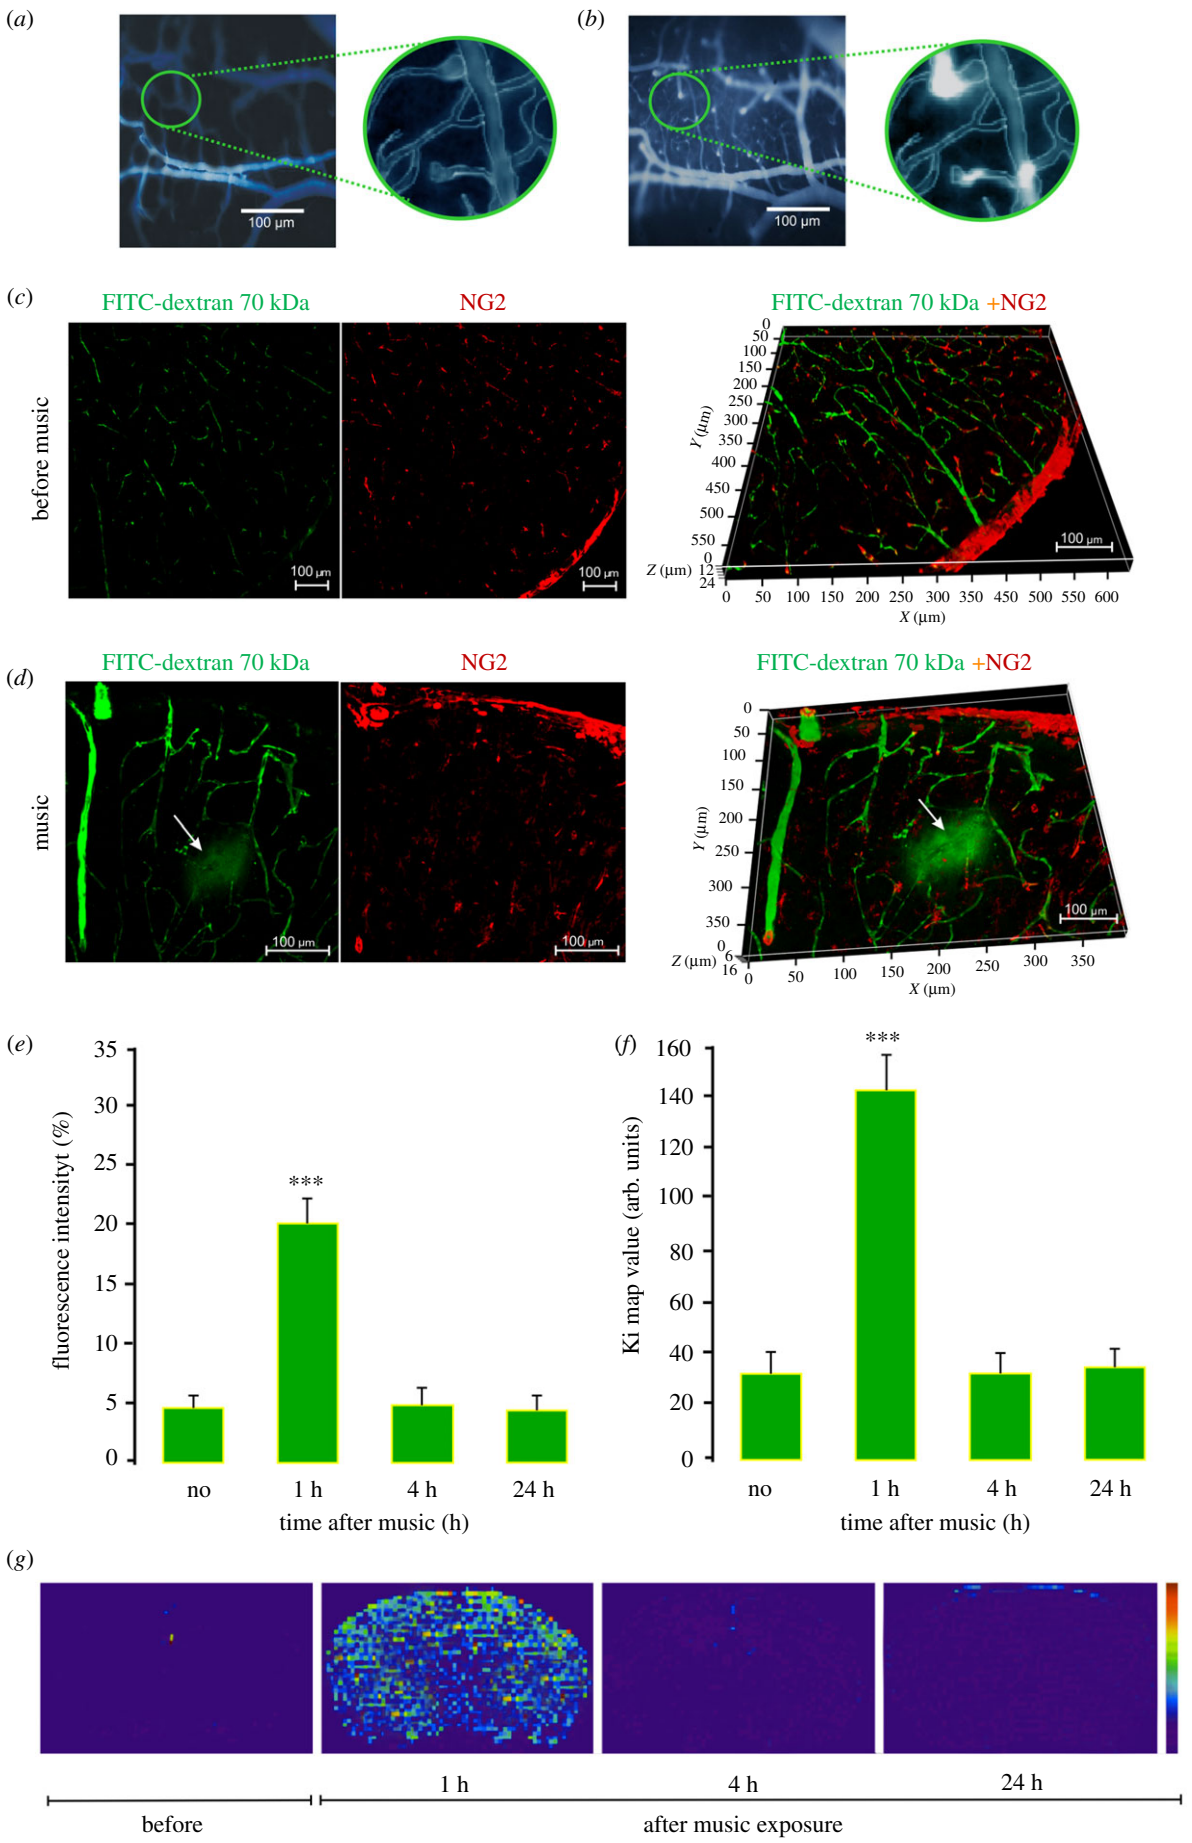 (a)
(b)
100 µm
100 µm
(c)
FITC-dextran 70 kDa
NG2
FITC-dextran 70 kDa +NG2
before music
100 µm
100 µm
0
50
100
150
200
250
300
350
400
450
500
550
Y (µm)
0
12
24
Z (µm)
100 µm
0 50 100 150 200 250 300 350 400 450 500 550 600
X (µm)
(d)
FITC-dextran 70 kDa
NG2
FITC-dextran 70 kDa +NG2
music
100 µm
100 µm
0
50
100
150
200
250
300
350
Y (µm)
0
6
16
Z (µm)
100 µm
0 50 100 150 200 250 300 350
X (µm)
(e)
35
30
25
20
15
10
5
0
fluorescence intensityt (%)
***
no 1 h 4 h 24 h
time after music (h)
(f)
160
140
120
100
80
60
40
20
0
Ki map value (arb. units)
***
no 1 h 4 h 24 h
time after music (h)
(g)
1 h 4 h 24 h
before after music exposure